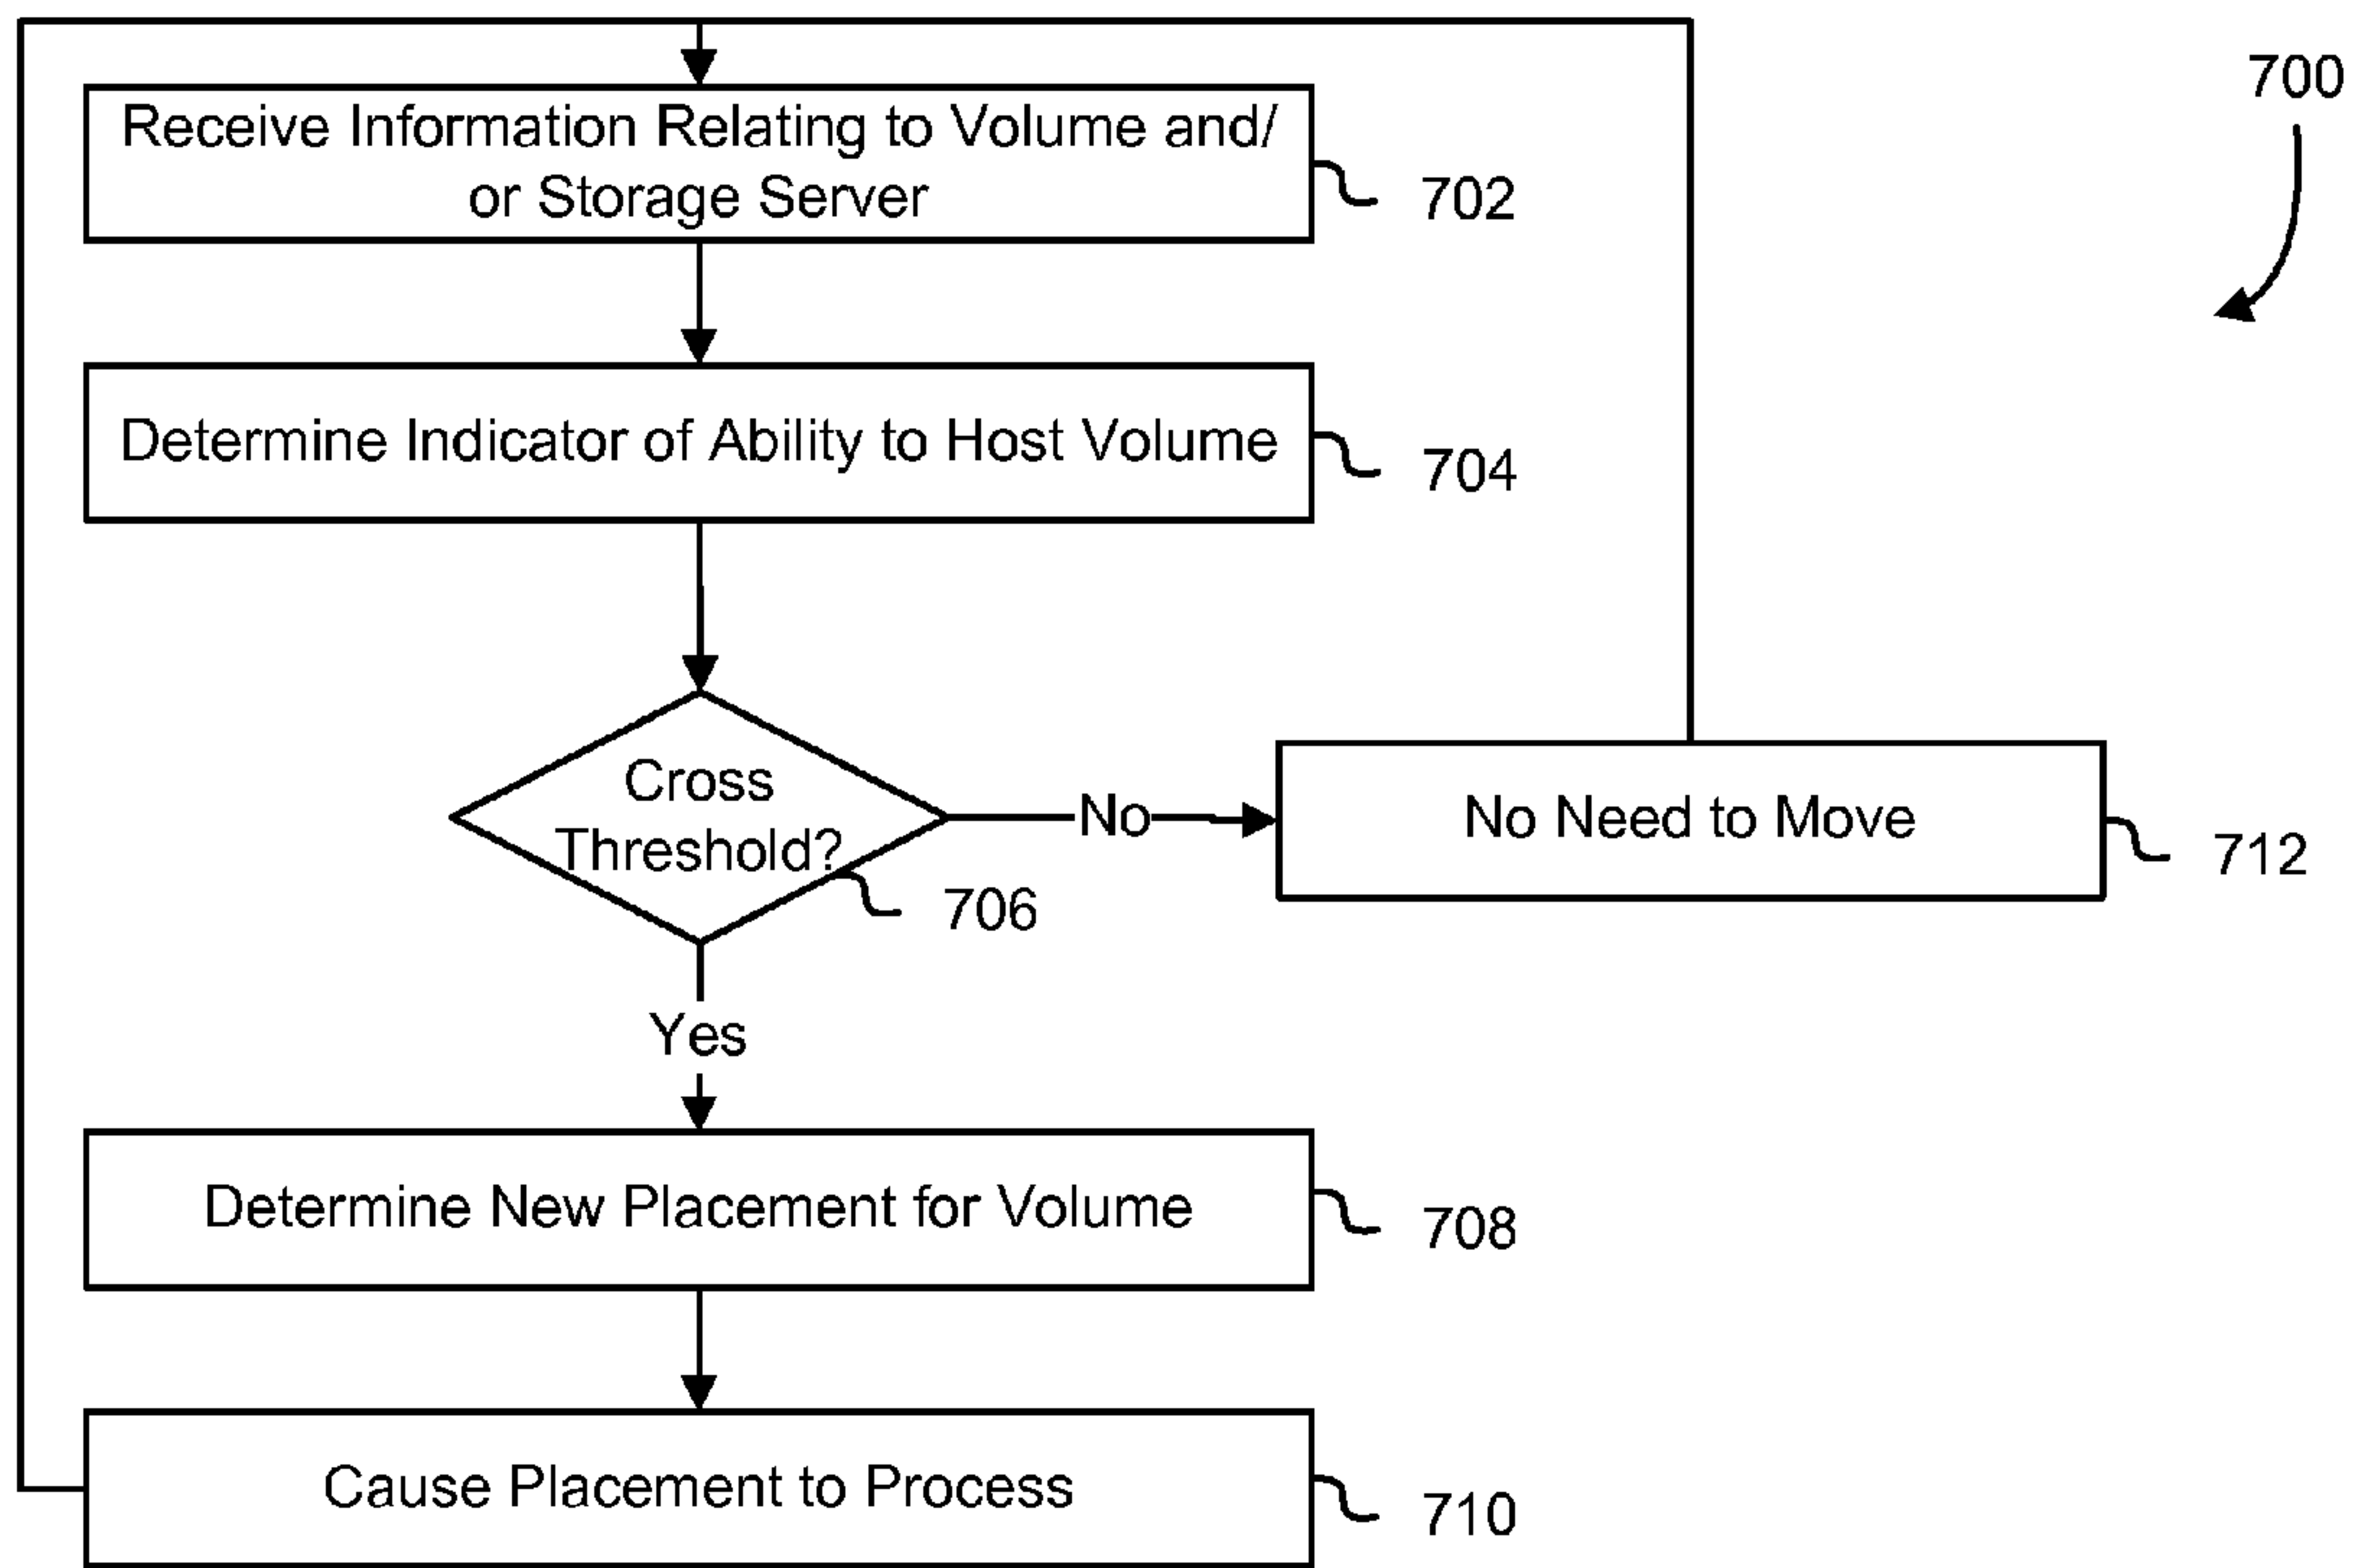 700
Receive Information Relating to Volume and/
or Storage Server
702
Determine Indicator of Ability to Host Volume
704
Cross
Threshold?
706
No
No Need to Move
712
Yes
Determine New Placement for Volume
708
Cause Placement to Process
710